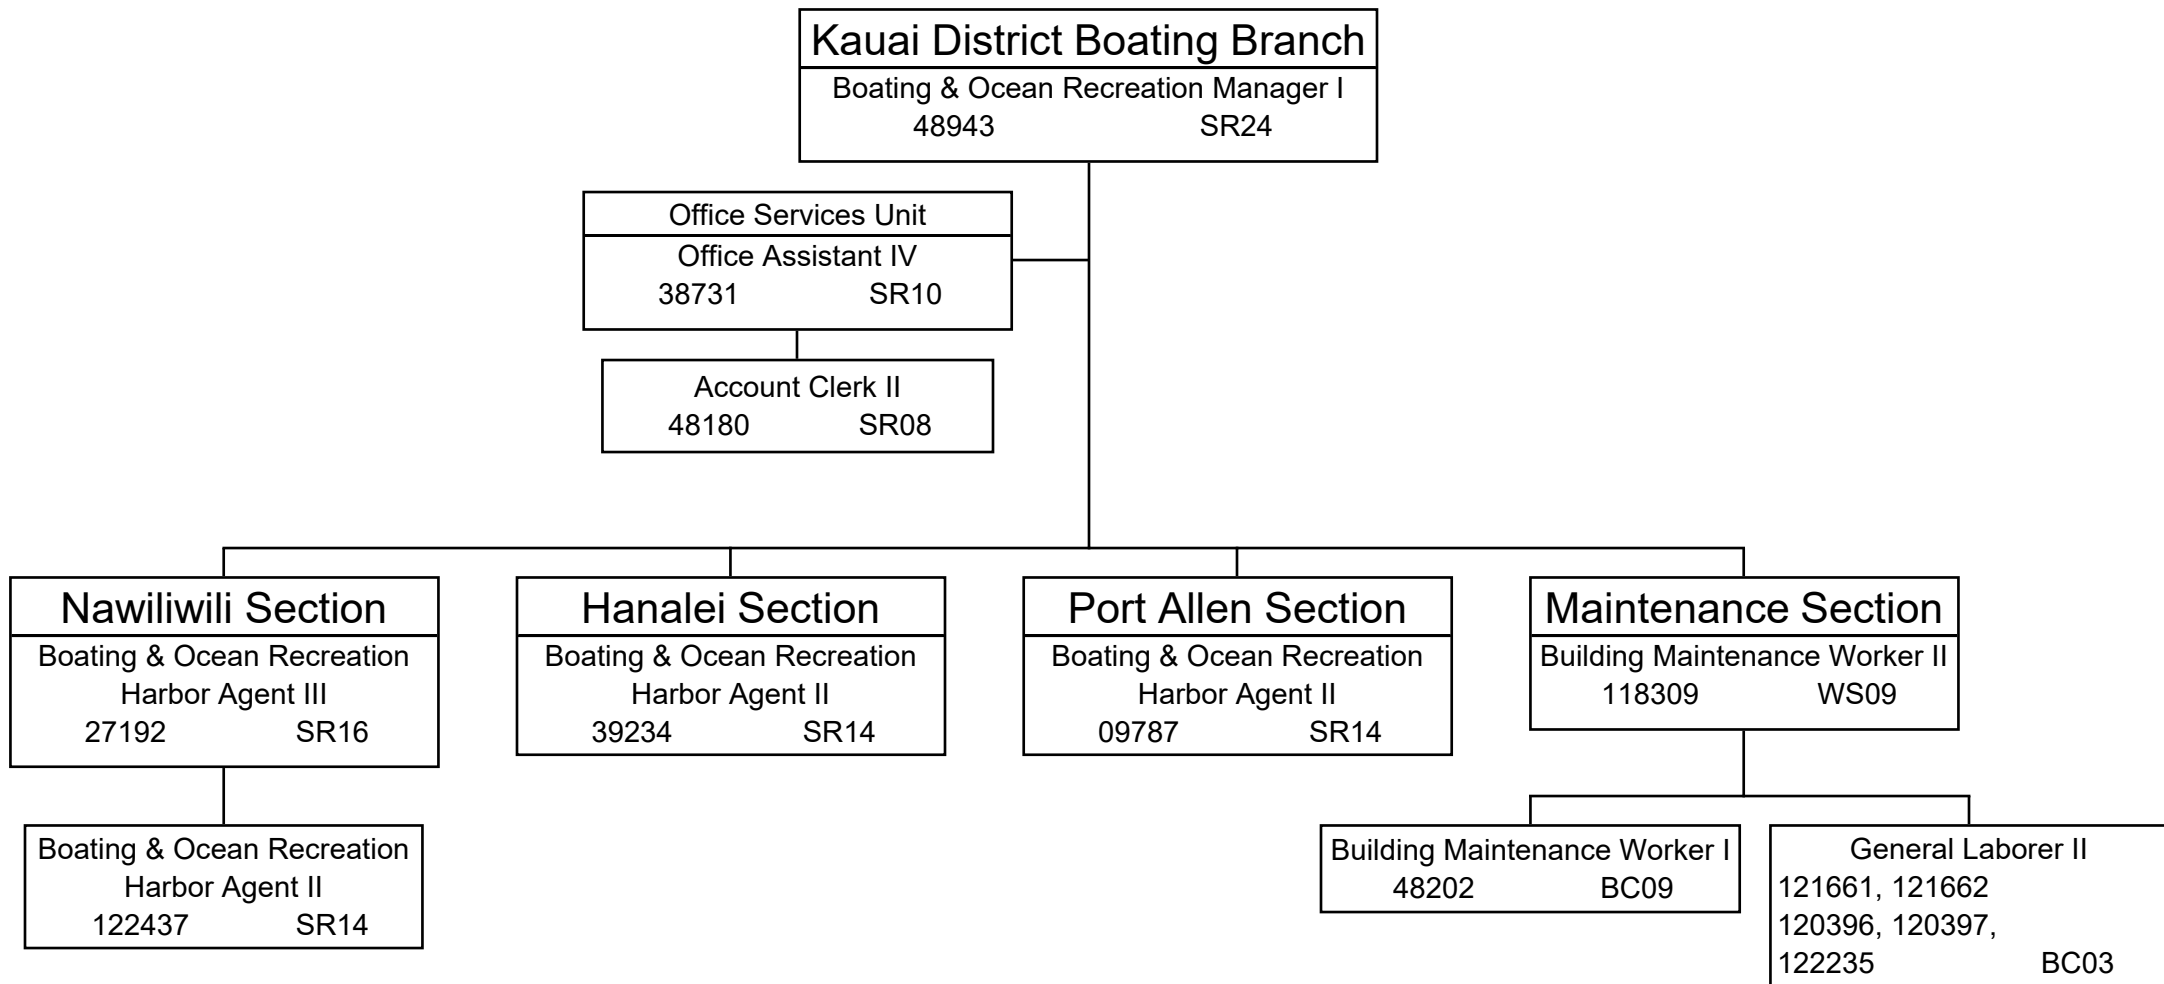 Kauai District Boating Branch
Boating & Ocean Recreation Manager I
48943 SR24
Office Services Unit
Office Assistant IV
38731 SR10
Account Clerk II
48180 SR08
Nawiliwili Section
Boating & Ocean Recreation
Harbor Agent III
27192 SR16
Boating & Ocean Recreation
Harbor Agent II
122437 SR14
Hanalei Section
Boating & Ocean Recreation
Harbor Agent II
39234 SR14
Port Allen Section
Boating & Ocean Recreation
Harbor Agent II
09787 SR14
Maintenance Section
Building Maintenance Worker II
118309 WS09
Building Maintenance Worker I
48202 BC09
General Laborer II
121661, 121662
120396, 120397,
122235 BC03